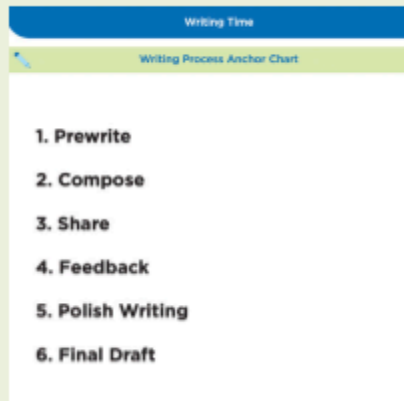 Writing Time
Writing Process Anchor Chart
1. Prewrite
2. Compose
3. Share
4. Feedback
5. Polish Writing
6. Final Draft